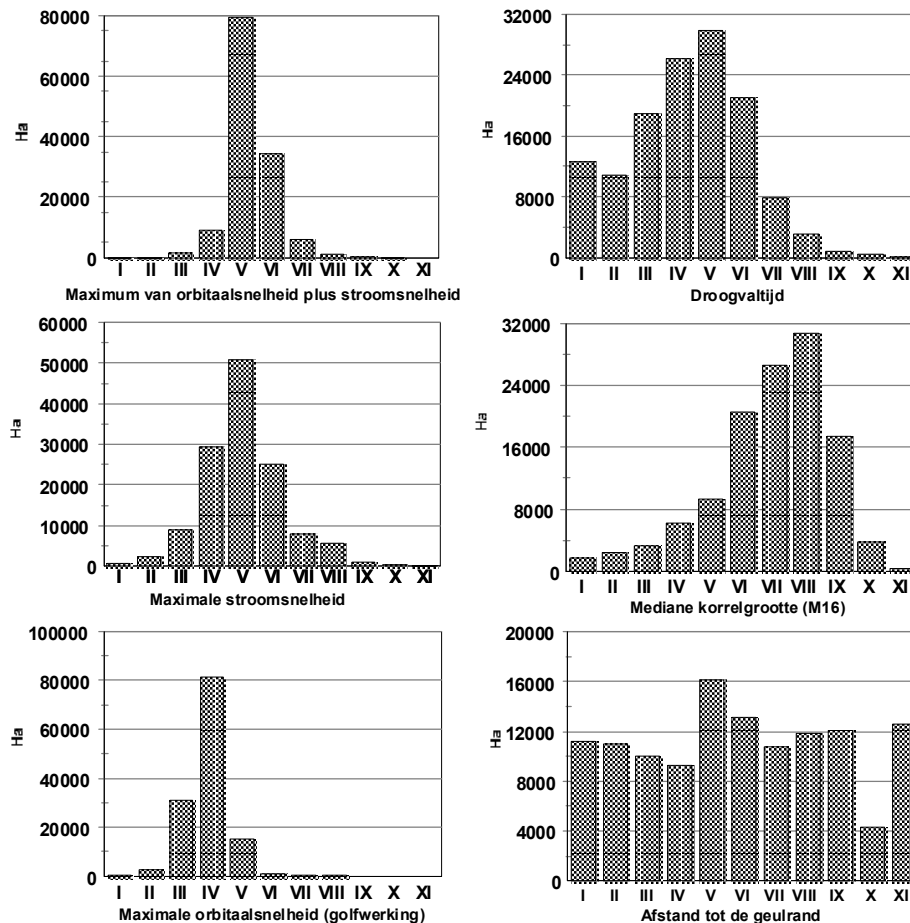 80000
60000
40000
20000
0
Ha
I II III IV V VI VII VIII IX X XI
Maximum van orbitaalsnelheid plus stroomsnelheid
32000
24000
16000
8000
0
Ha
I II III IV V VI VII VIII IX X XI
Droogvaltijd
60000
50000
40000
30000
20000
10000
0
Ha
I II III IV V VI VII VIII IX X XI
Maximale stroomsnelheid
32000
24000
16000
8000
0
Ha
I II III IV V VI VII VIII IX X XI
Mediane korrelgrootte (M16)
100000
80000
60000
40000
20000
0
Ha
I II III IV V VI VII VIII IX X XI
Maximale orbitaalsnelheid (golfwerking)
20000
16000
12000
8000
4000
0
Ha
I II III IV V VI VII VIII IX X XI
Afstand tot de geulrand